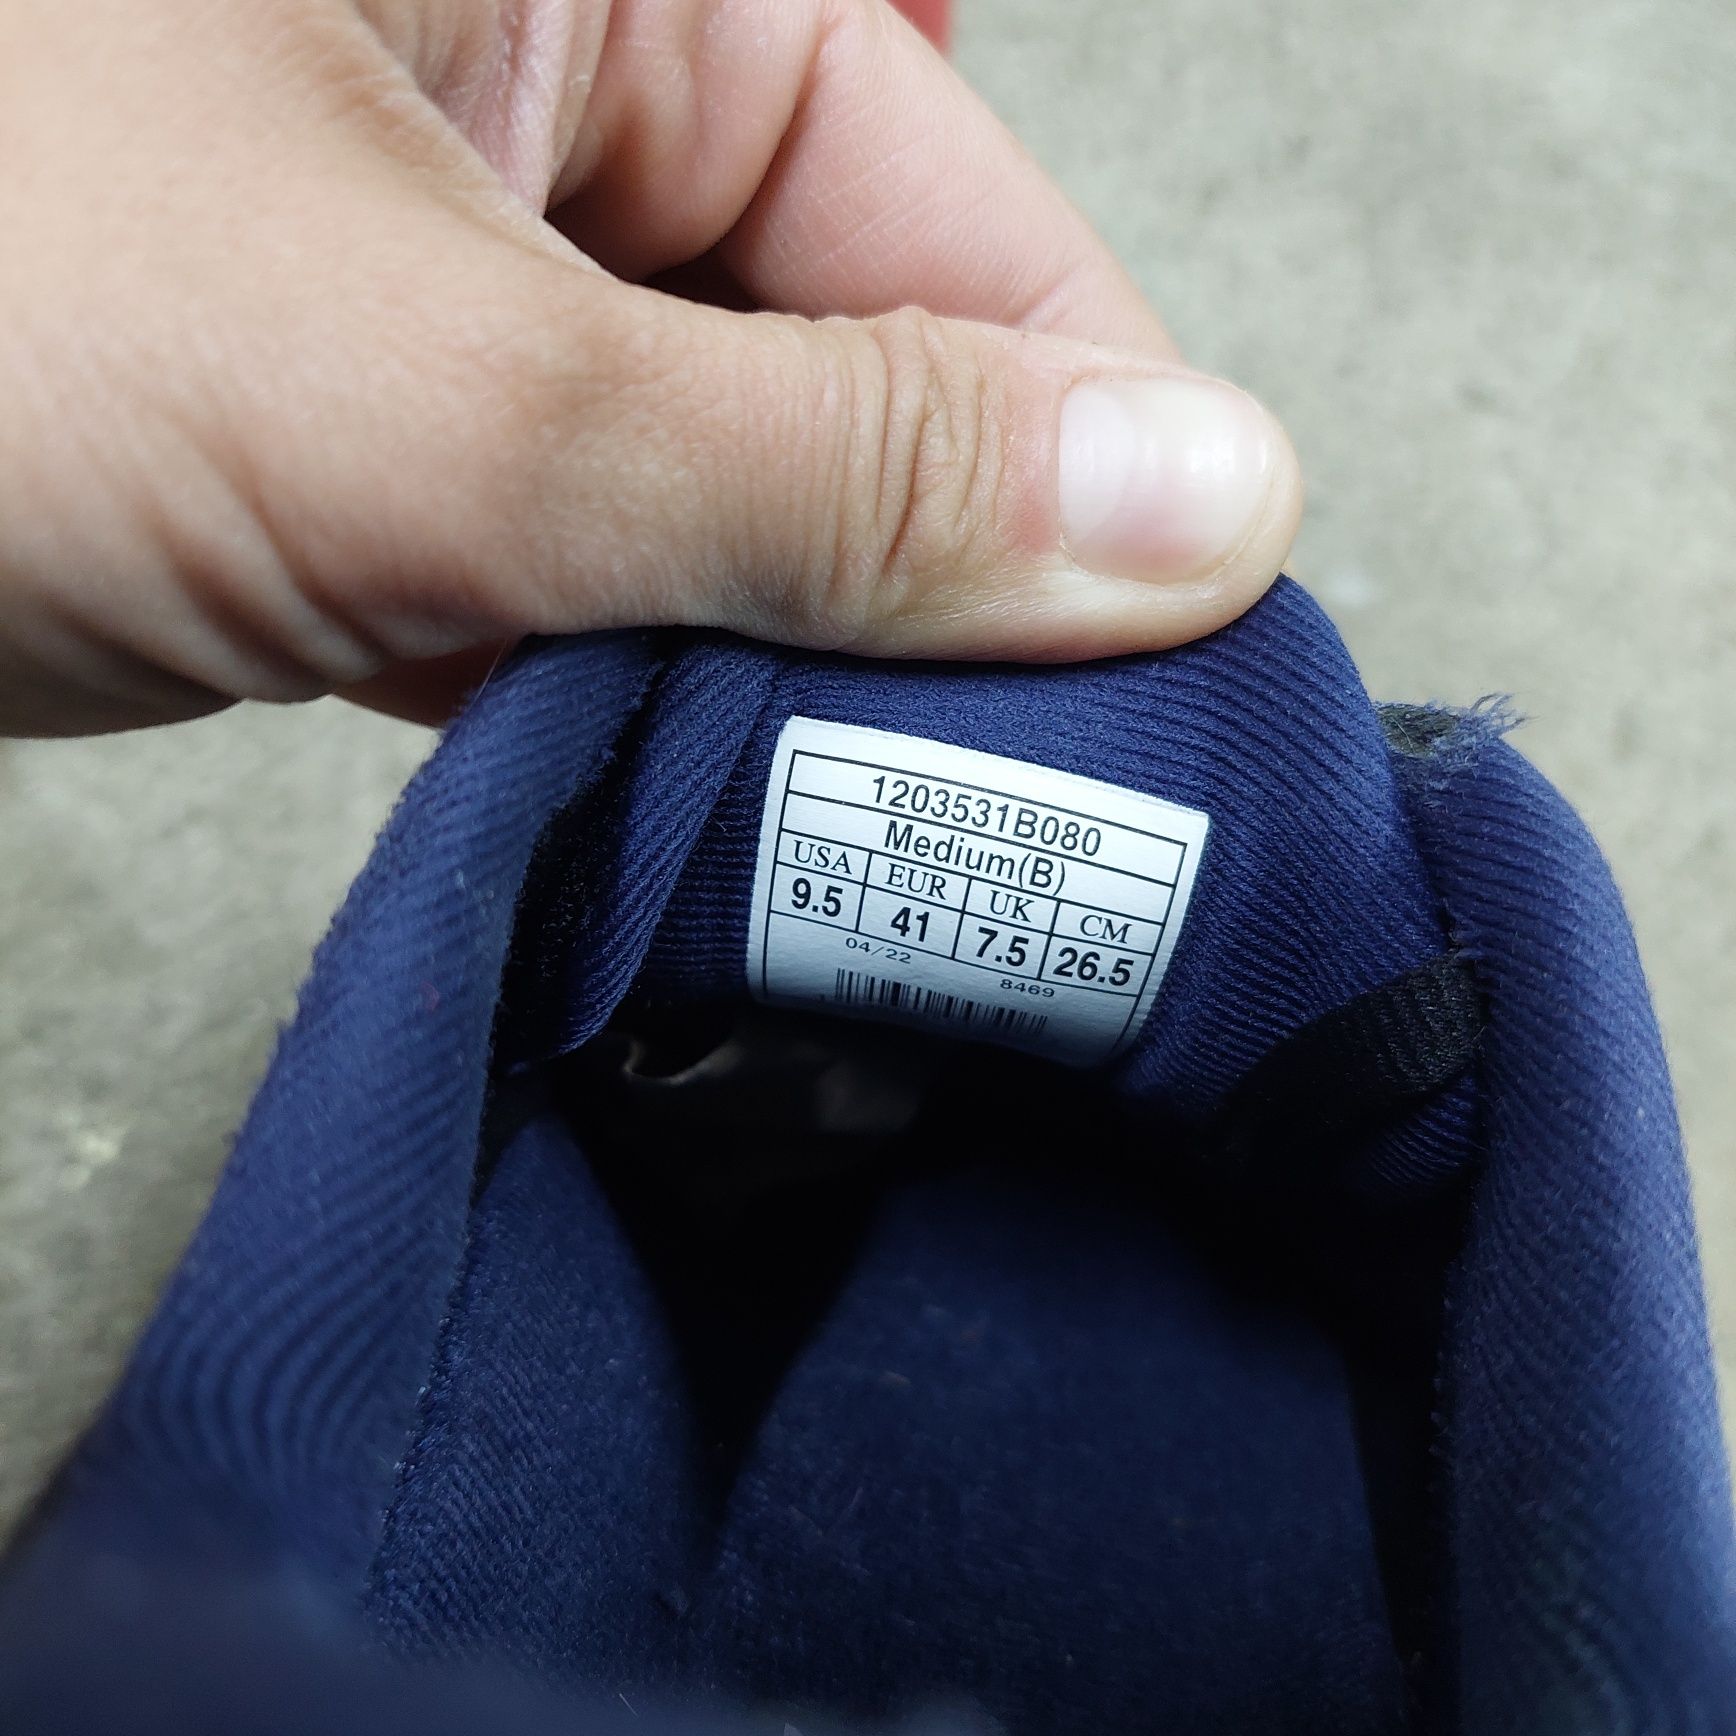 1203531B080
Medium(B)
USA EUR UK CM
9.5 41 7.5 26.5
04/22 8469